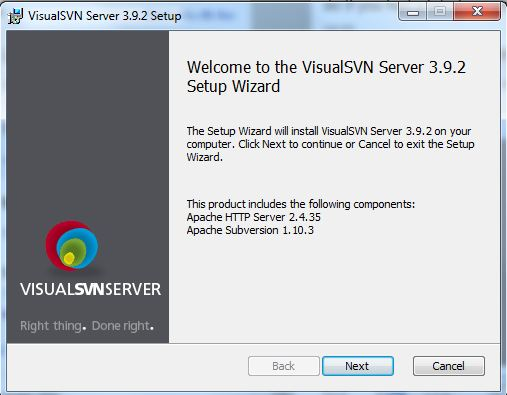 VisualSVN Server 3.9.2 Setup
Welcome to the VisualSVN Server 3.9.2
Setup Wizard
The Setup Wizard will install VisualSVN Server 3.9.2 on your
computer. Click Next to continue or Cancel to exit the Setup
Wizard.
This product includes the following components:
Apache HTTP Server 2.4.35
Apache Subversion 1.10.3
VISUALSVNSERVER
Right thing. Done right.
Back Next Cancel